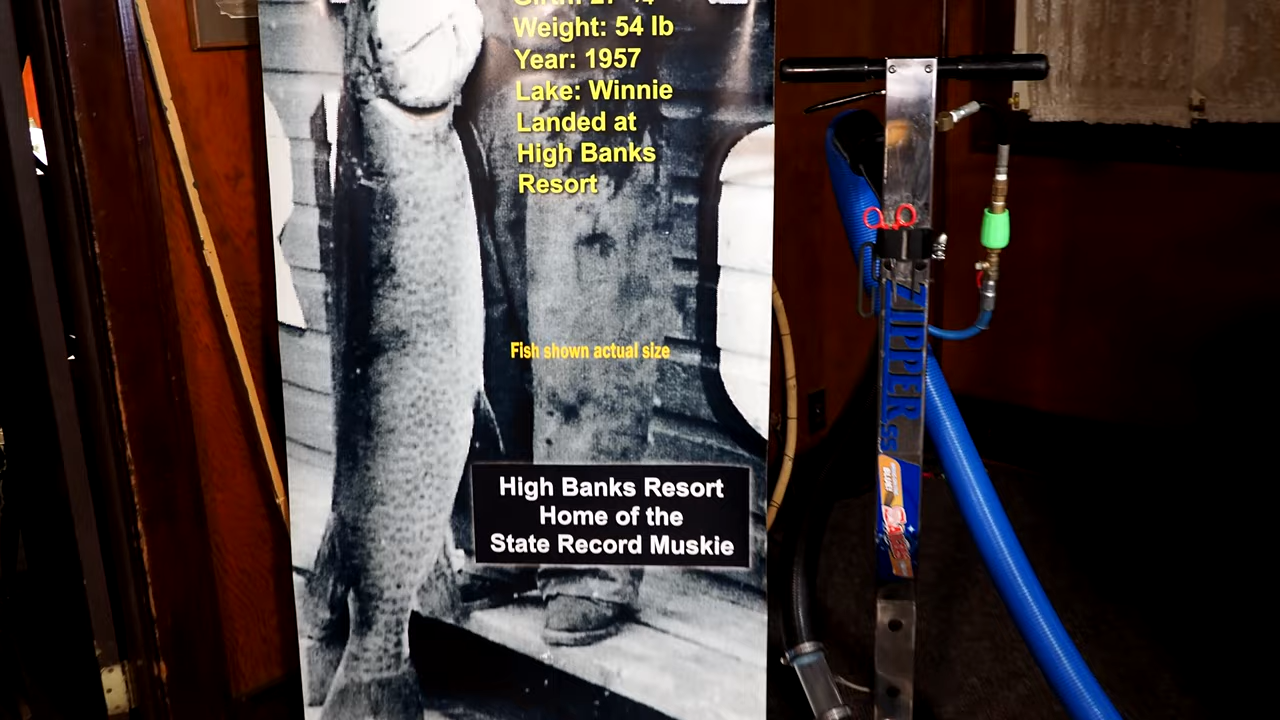 Weight: 54 lb
Year: 1957
Lake: Winnie
Landed at
High Banks
Resort
Fish shown actual size
High Banks Resort
Home of the
State Record Muskie
ZIPPER SS